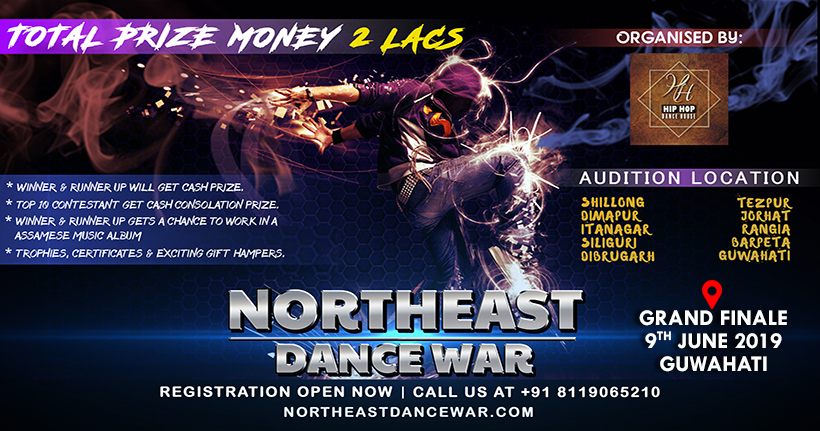 TOTAL PRIZE MONEY 2 LACS
ORGANISED BY:
HH
HIP HOP
DANCE HOUSE
* WINNER & RUNNER UP WILL GET CASH PRIZE.
* TOP 10 CONTESTANT GET CASH CONSOLATION PRIZE.
* WINNER & RUNNER UP GETS A CHANCE TO WORK IN A
ASSAMESE MUSIC ALBUM
* TROPHIES, CERTIFICATES & EXCITING GIFT HAMPERS.
AUDITION LOCATION
SHILLONG
DIMAPUR
ITANAGAR
SILIGURI
DIBRUGARH
TEZPUR
JORHAT
RANGIA
BARPETA
GUWAHATI
NORTHEAST
DANCE WAR
GRAND FINALE
9TH JUNE 2019
GUWAHATI
REGISTRATION OPEN NOW | CALL US AT +91 8119065210
NORTHEASTDANCEWAR.COM